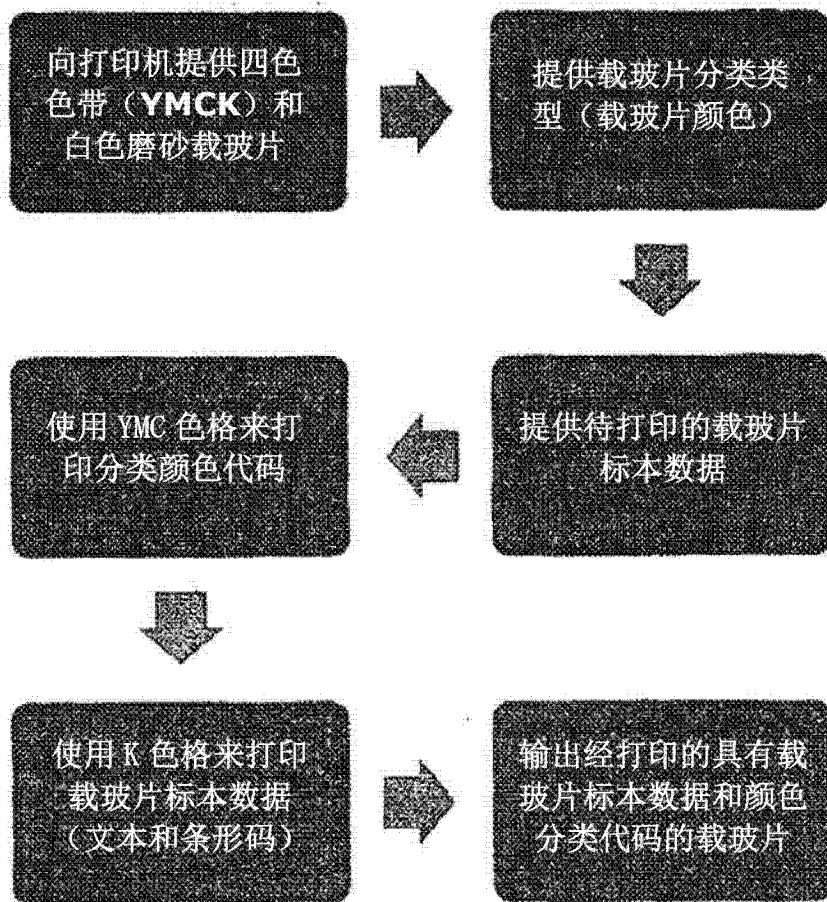 向打印机提供四色
色带（YMCK）和
白色磨砂载玻片
提供载玻片分类类
型（载玻片颜色）
提供待打印的载玻片
标本数据
使用 YMC 色格来打
印分类颜色代码
使用 K 色格来打印
载玻片标本数据
（文本和条形码）
输出经打印的具有载
玻片标本数据和颜色
分类代码的载玻片